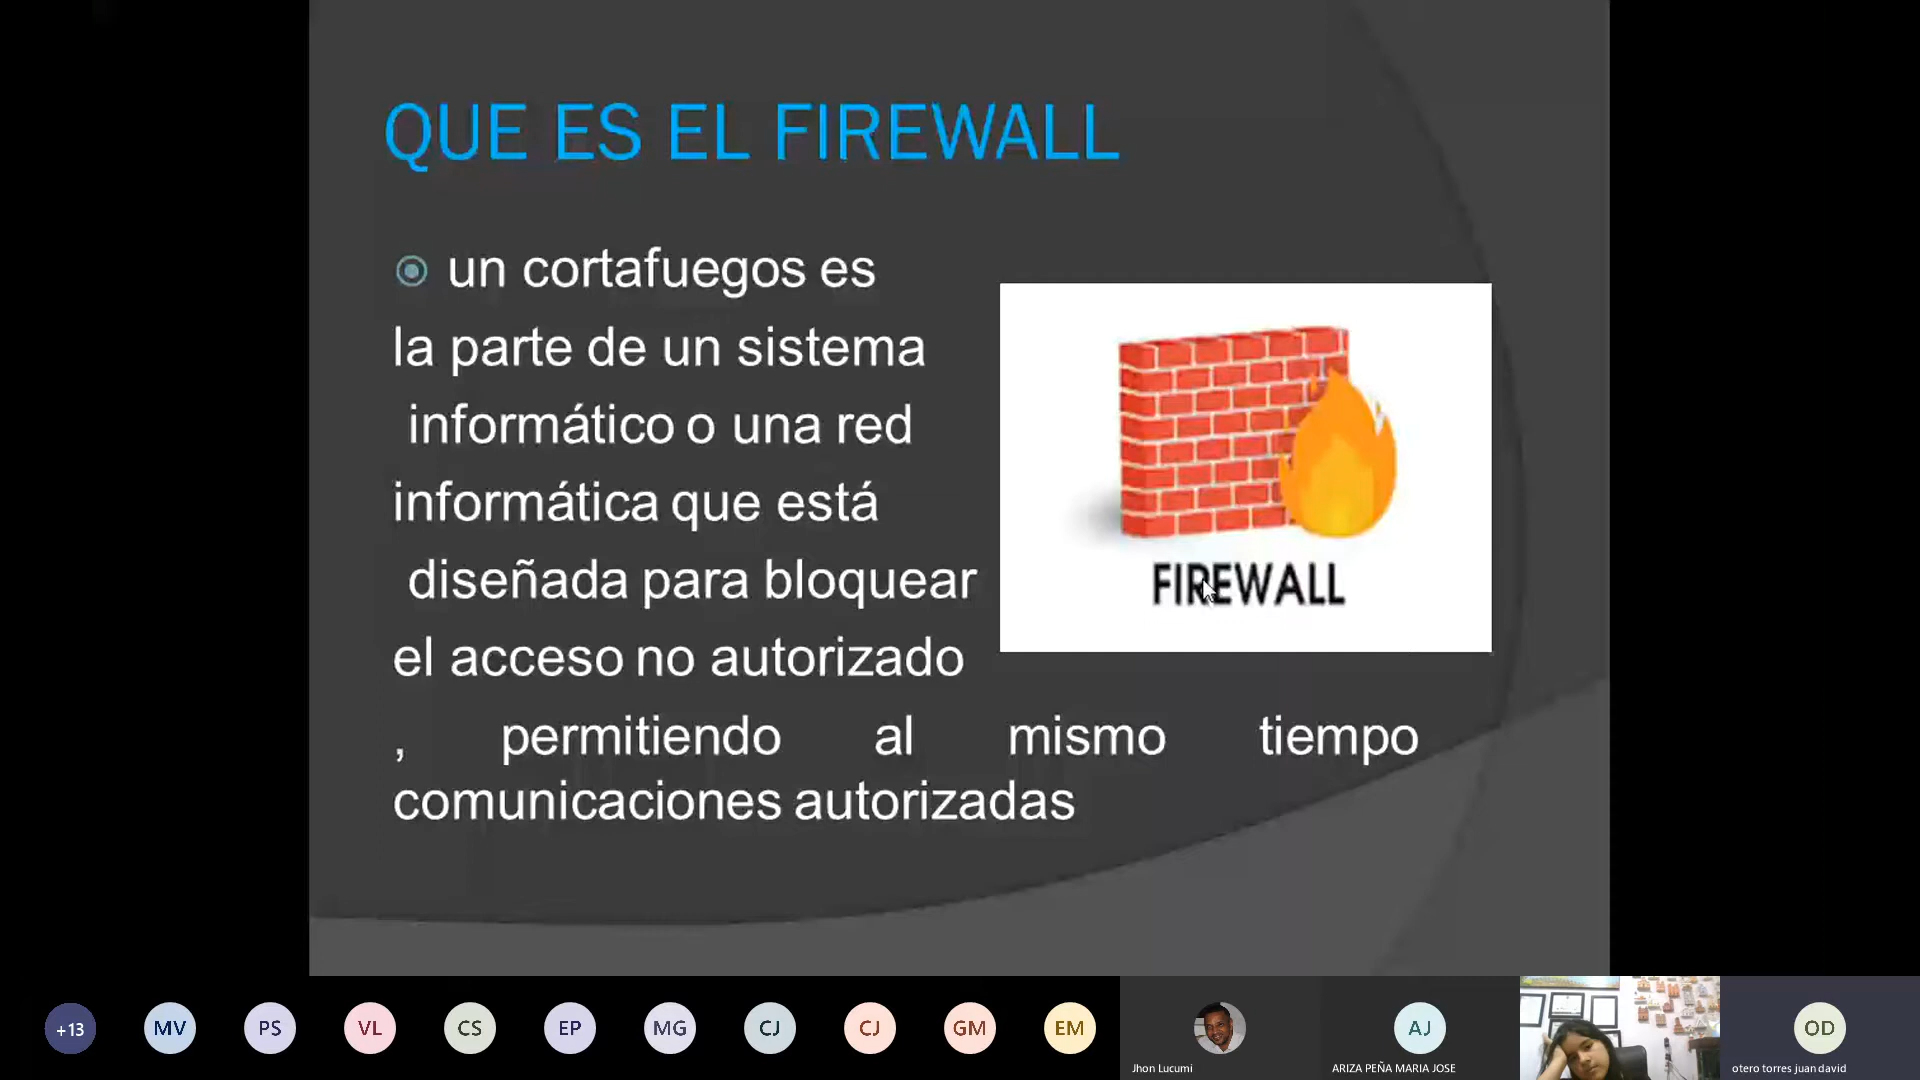 QUE ES EL FIREWALL
un cortafuegos es
la parte de un sistema
informático o una red
informática que está
diseñada para bloquear
el acceso no autorizado
, permitiendo al mismo tiempo
comunicaciones autorizadas
FIREWALL
+13
MV
PS
VL
CS
EP
MG
CJ
CJ
GM
EM
Jhon Lucumi
AJ
ARIZA PEÑA MARIA JOSE
OD
otero torres juan david